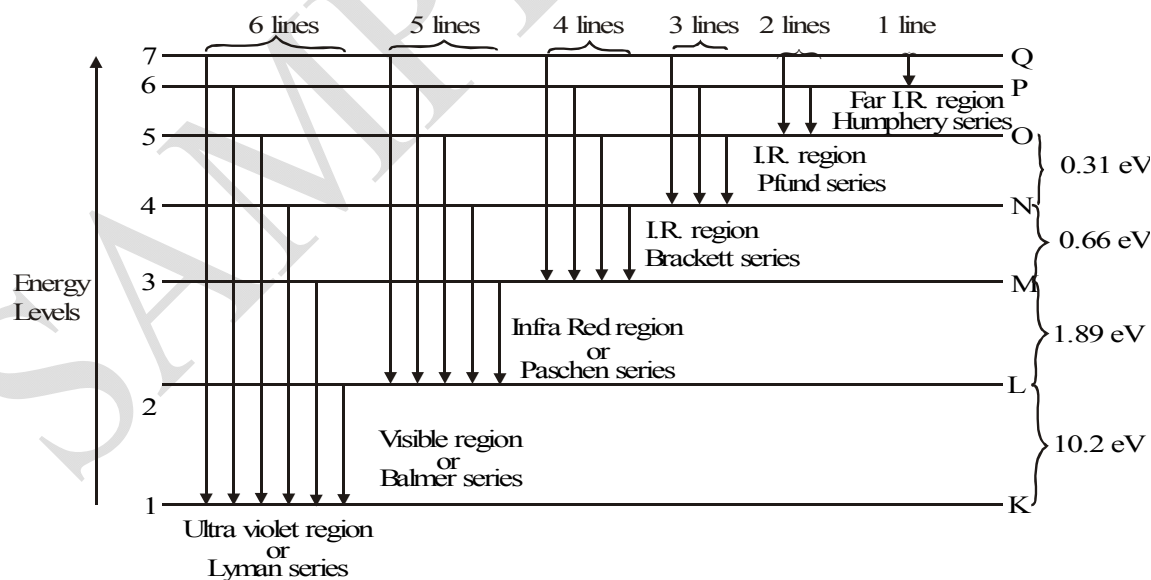 SAMP
6 lines 5 lines 4 lines 3 lines 2 lines 1 line
7 Q
6 P
Far I.R. region
Humphery series
5 O
0.31 eV
I.R. region
Pfund series
4 N
0.66 eV
I.R. region
Brackett series
Energy
Levels
3 M
1.89 eV
Infra Red region
or
Paschen series
L
2
10.2 eV
Visible region
or
Balmer series
1 K
Ultra violet region
or
Lyman series